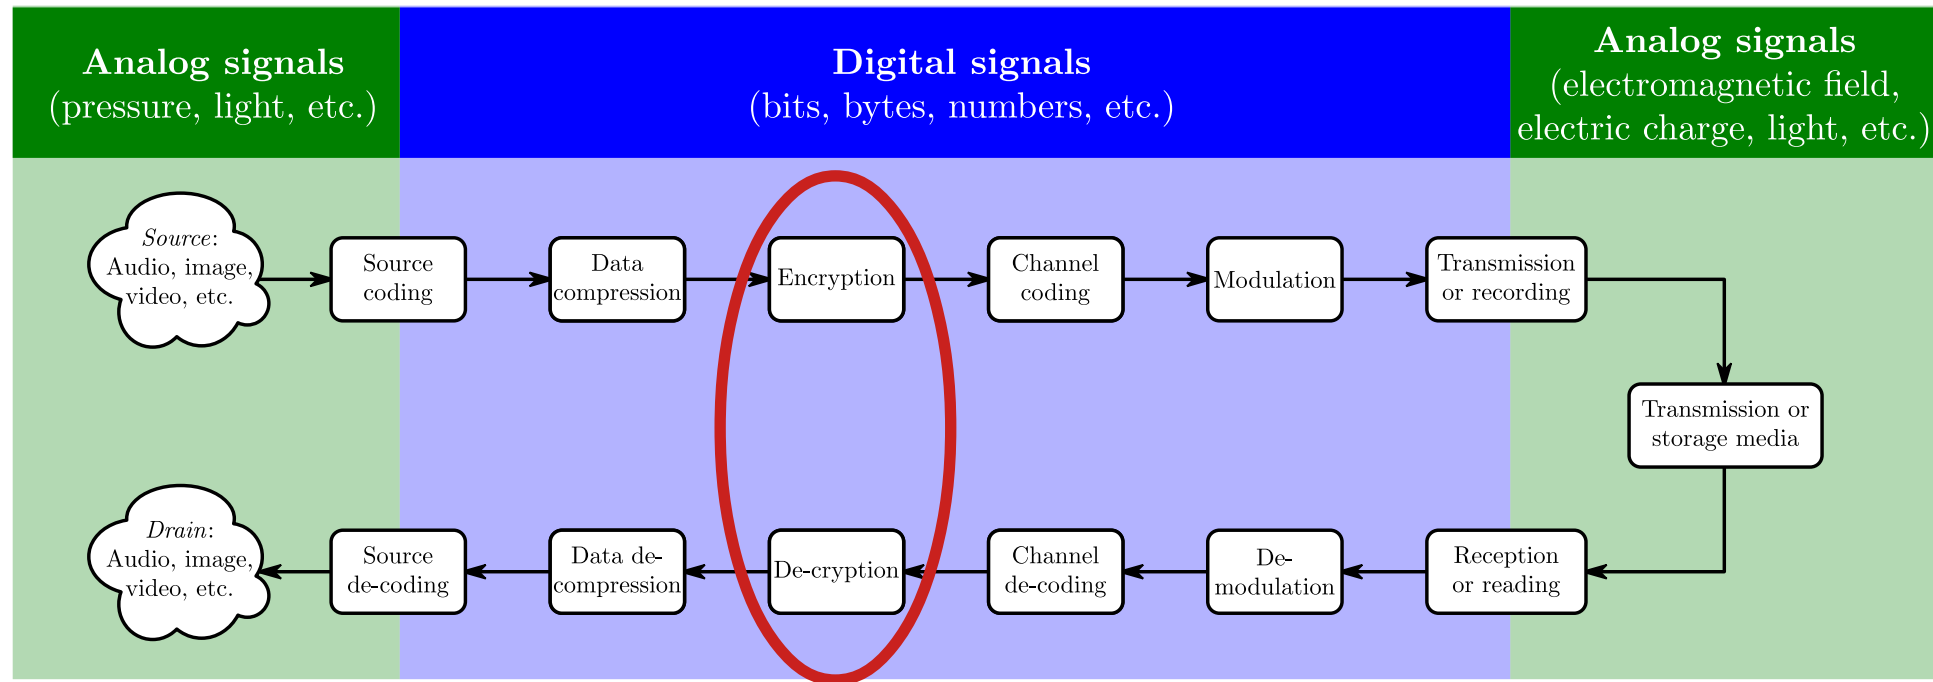 Analog signals
(pressure, light, etc.)
Digital signals
(bits, bytes, numbers, etc.)
Analog signals
(electromagnetic field,
electric charge, light, etc.)
Source:
Audio, image,
video, etc.
Source
coding
Data
compression
Encryption
Channel
coding
Modulation
Transmission
or recording
Transmission or
storage media
Drain:
Audio, image,
video, etc.
Source
de-coding
Data de-
compression
De-cryption
Channel
de-coding
De-
modulation
Reception
or reading